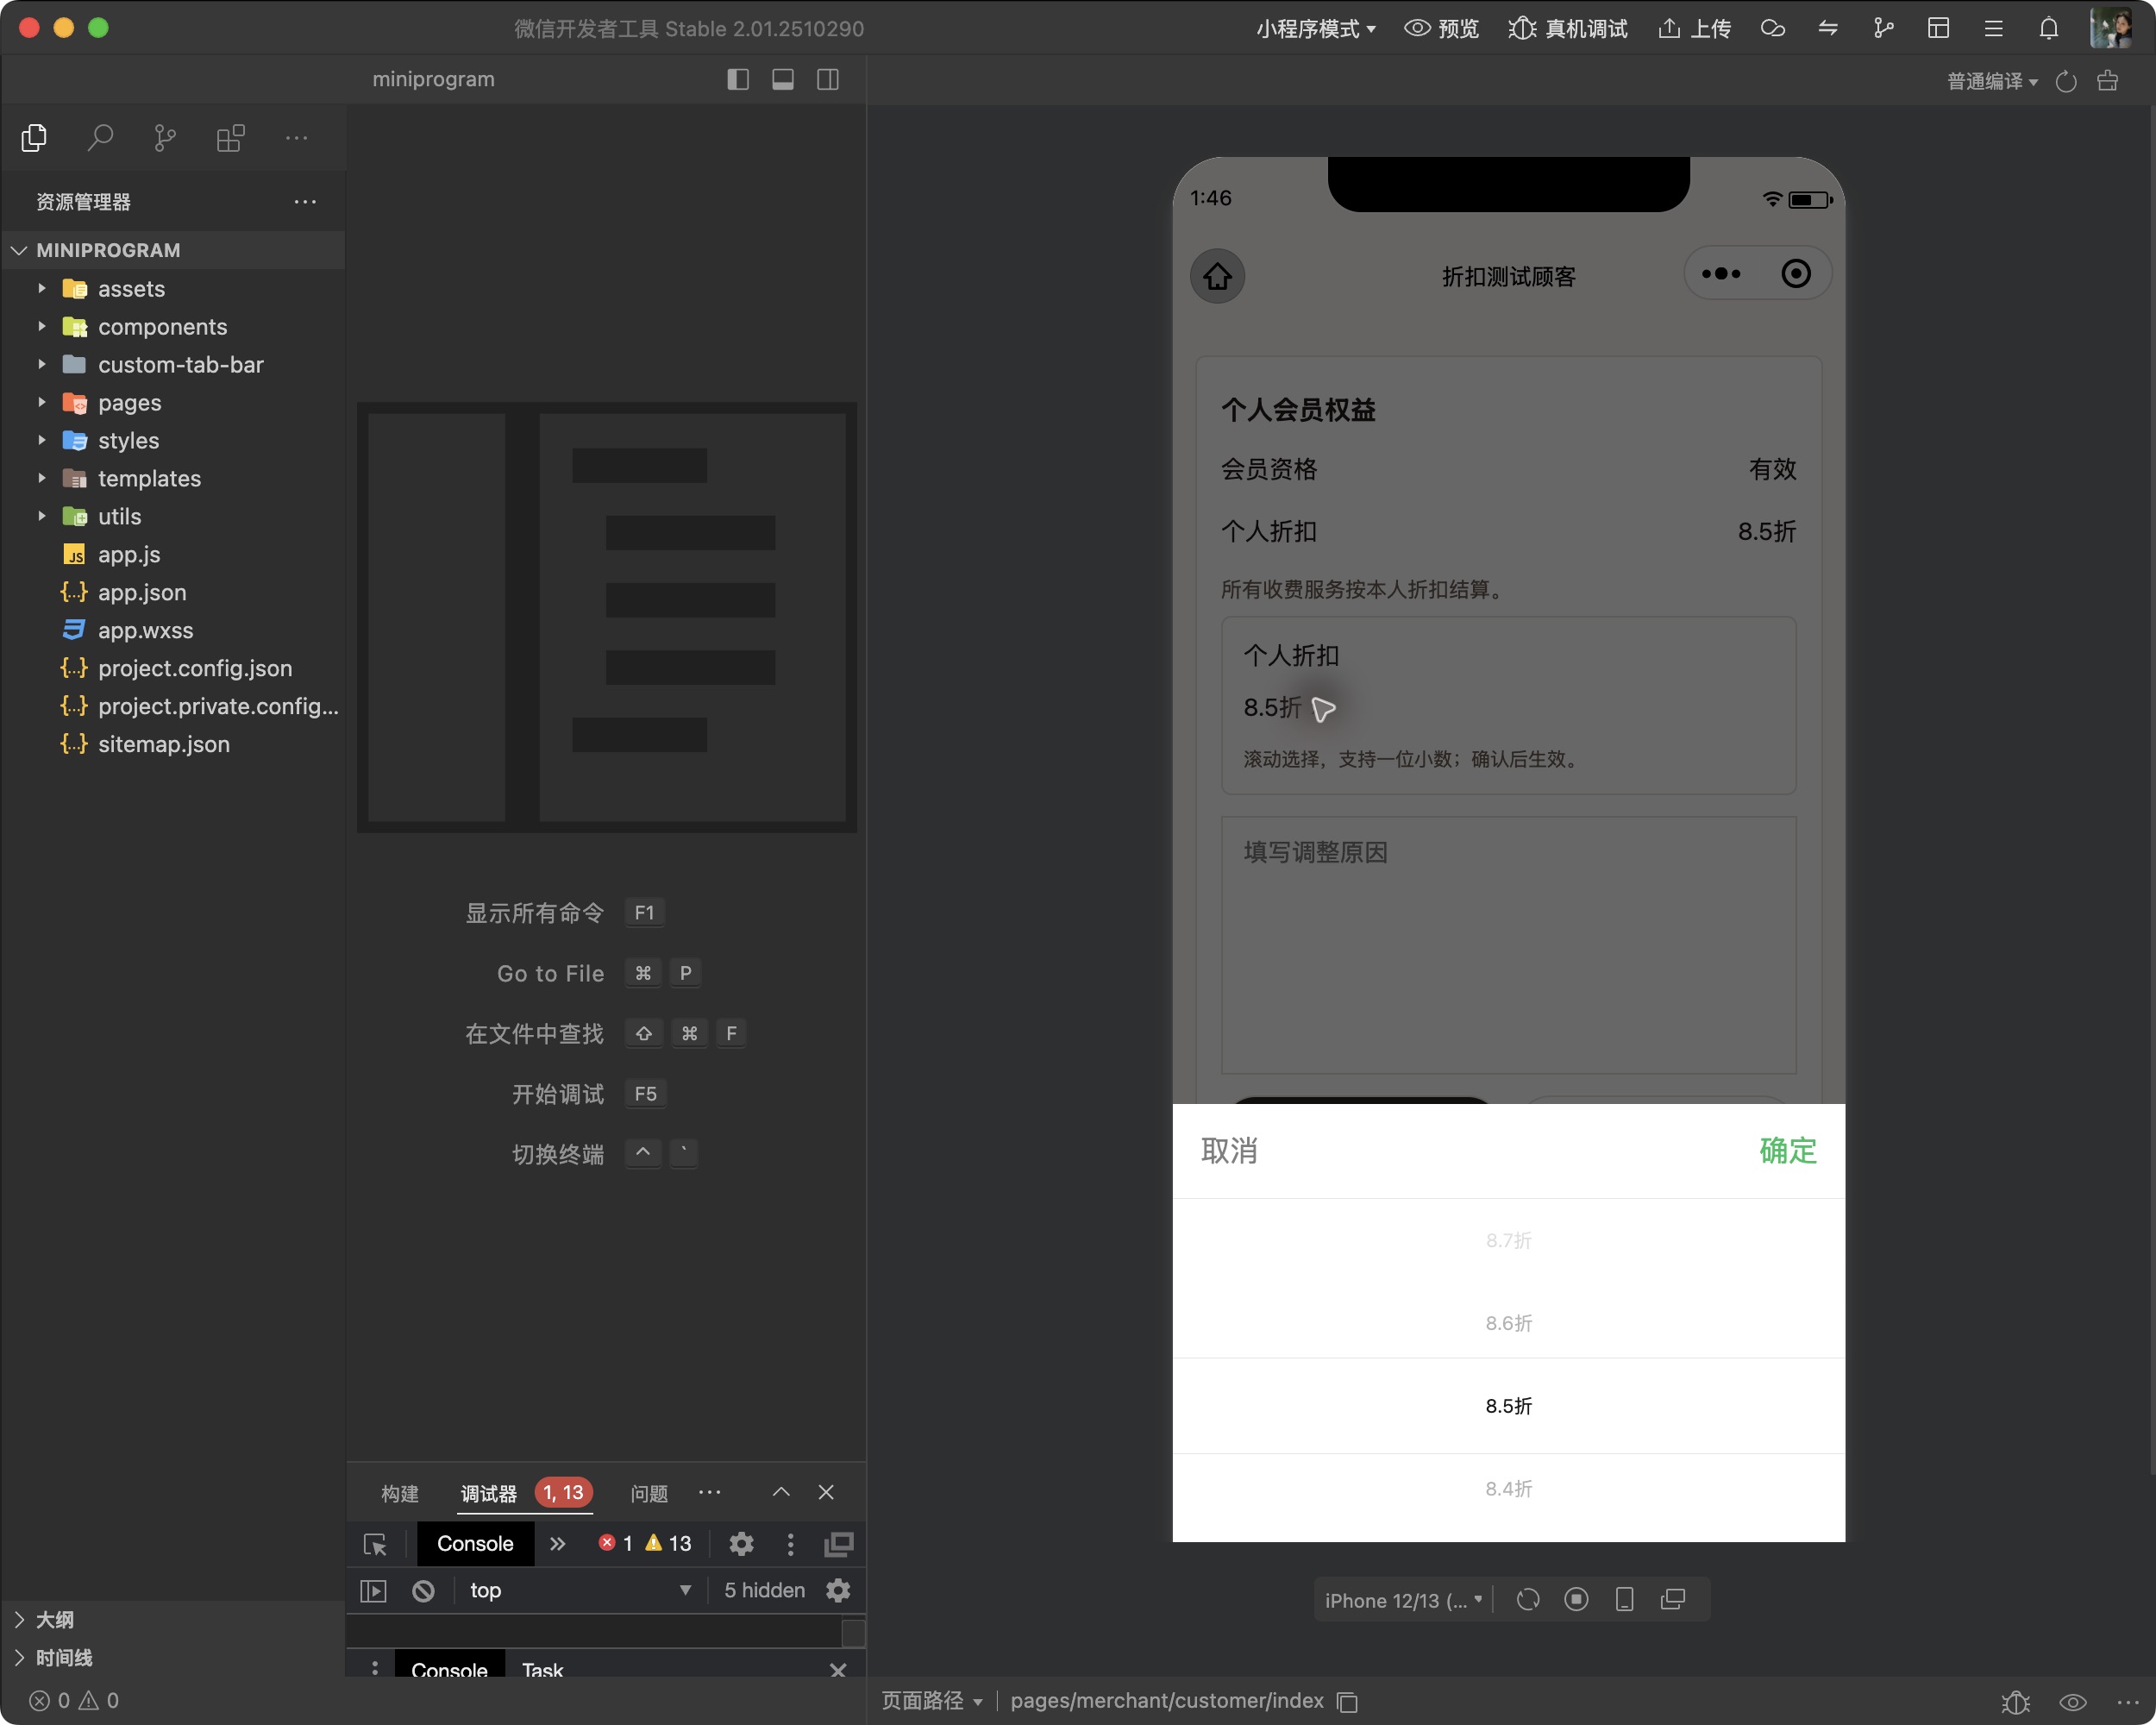 微信开发者工具 Stable 2.01.2510290
小程序模式
预览
真机调试
上传
miniprogram
普通编译
资源管理器
MINIPROGRAM
assets
components
custom-tab-bar
pages
styles
templates
utils
JS app.js
{...} app.json
app.wxss
{...} project.config.json
{...} project.private.config...
{...} sitemap.json
大纲
时间线
0 0
显示所有命令 F1
Go to File ⌘ P
在文件中查找 ⇧ ⌘ F
开始调试 F5
切换终端 ^ `
构建 调试器 1, 13 问题
Console 1 13
top 5 hidden
Console Task
1:46
折扣测试顾客
个人会员权益
会员资格 有效
个人折扣 8.5折
所有收费服务按本人折扣结算。
个人折扣
8.5折
滚动选择，支持一位小数；确认后生效。
填写调整原因
取消 确定
8.7折
8.6折
8.5折
8.4折
iPhone 12/13 (...
页面路径 pages/merchant/customer/index